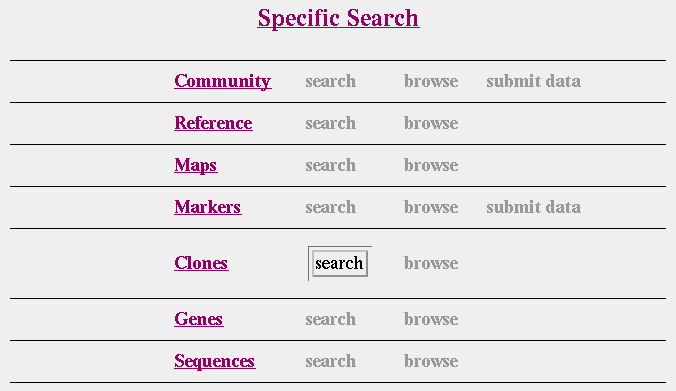 Specific Search
Community search browse submit data
Reference search browse
Maps search browse
Markers search browse submit data
Clones search browse
Genes search browse
Sequences search browse